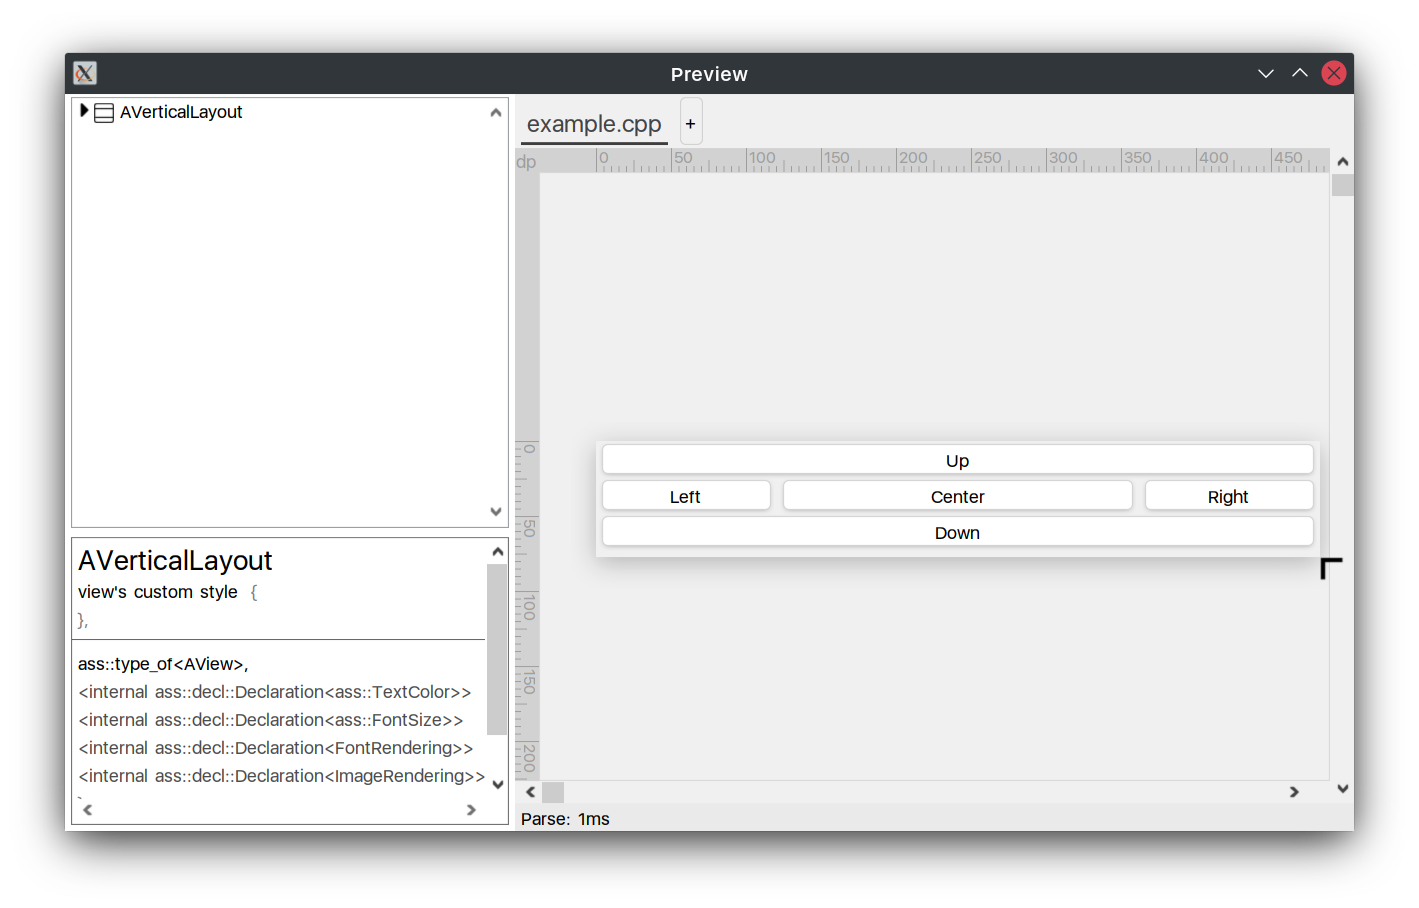 Preview
AVerticalLayout
example.cpp +
dp 0 50 100 150 200 250 300 350 400 450
0
50
100
150
200
Up
Left Center Right
Down
AVerticalLayout
view's custom style {
},
ass::type_of<AView>,
<internal ass::decl::Declaration<ass::TextColor>>
<internal ass::decl::Declaration<ass::FontSize>>
<internal ass::decl::Declaration<FontRendering>>
<internal ass::decl::Declaration<ImageRendering>>
Parse: 1ms